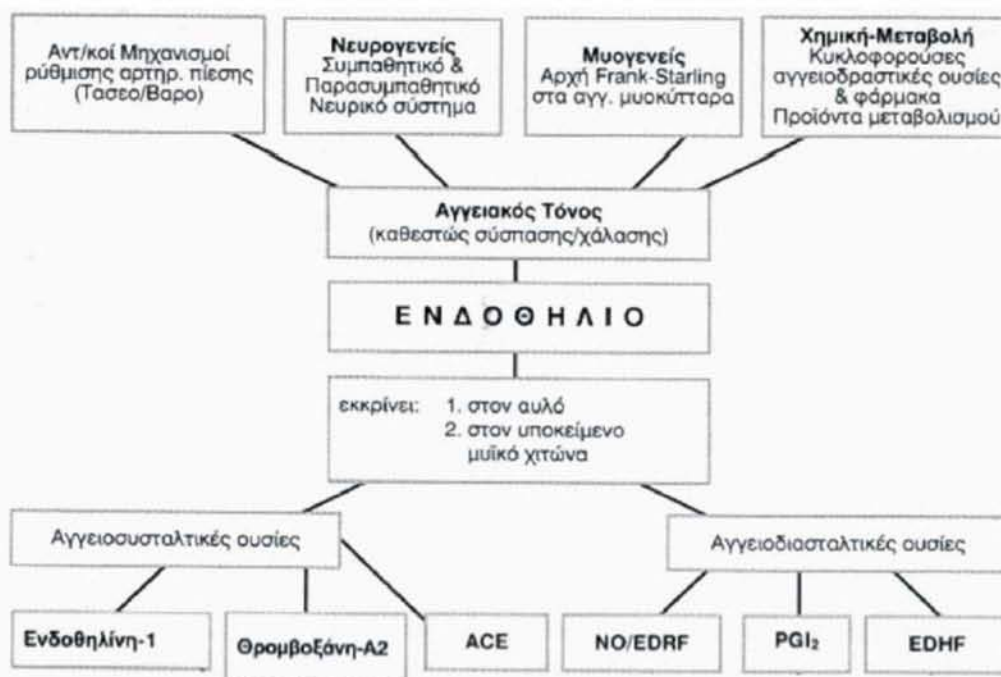 Αντ/κοί Μηχανισμοί
ρύθμισης αρτηρ. πίεσης
(Τασεο/Βαρο)
Νευρογενείς
Συμπαθητικό &
Παρασυμπαθητικό
Νευρικό σύστημα
Μυογενείς
Αρχή Frank-Starling
στα αγγ. μυοκύτταρα
Χημική-Μεταβολή
Κυκλοφορούσες
αγγειοδραστικές ουσίες
& φάρμακα
Προϊόντα μεταβολισμού
Αγγειακός Τόνος
(καθεστώς σύσπασης/χάλασης)
ΕΝΔΟΘΗΛΙΟ
εκκρίνει: 1. στον αυλό
2. στον υποκείμενο
μυϊκό χιτώνα
Αγγειοσυσταλτικές ουσίες
Αγγειοδιασταλτικές ουσίες
Ενδοθηλίνη-1
Θρομβοξάνη-Α2
ACE
NO/EDRF
PGI₂
EDHF